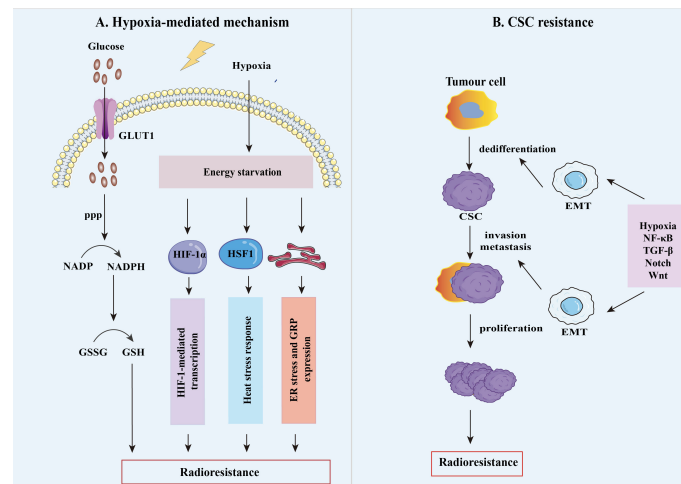 A. Hypoxia-mediated mechanism
Glucose
Hypoxia
GLUT1
Energy starvation
ppp
HIF-1α
HSF1
NADP
NADPH
GSSG
GSH
HIF-1-mediated
transcription
Heat stress response
ER stress and GRP
expression
Radioresistance
B. CSC resistance
Tumour cell
dedifferentiation
EMT
CSC
Hypoxia
NF-κB
TGF-β
Notch
Wnt
invasion
metastasis
EMT
proliferation
Radioresistance